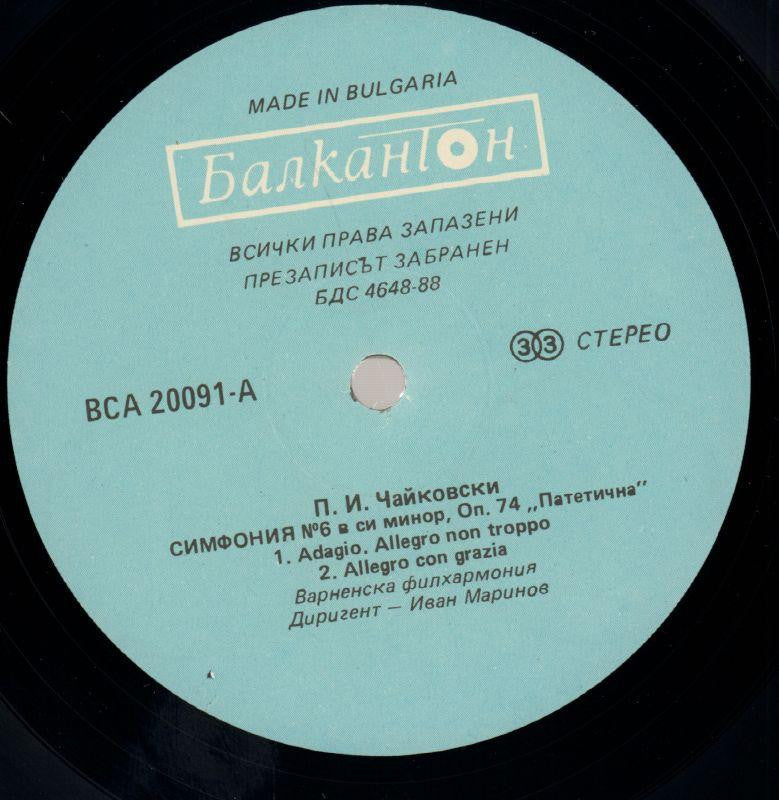 MADE IN BULGARIA
Балкантон
ВСИЧКИ ПРАВА ЗАПАЗЕНИ
ПРЕЗАПИСЪТ ЗАБРАНЕН
БДС 4648-88
33 СТЕРЕО
ВСА 20091-А
П. И. Чайковски
СИМФОНИЯ №6 в си минор, Оп. 74 „Патетична"
1. Adagio. Allegro non troppo
2. Allegro con grazia
Варненска филхармония
Диригент – Иван Маринов